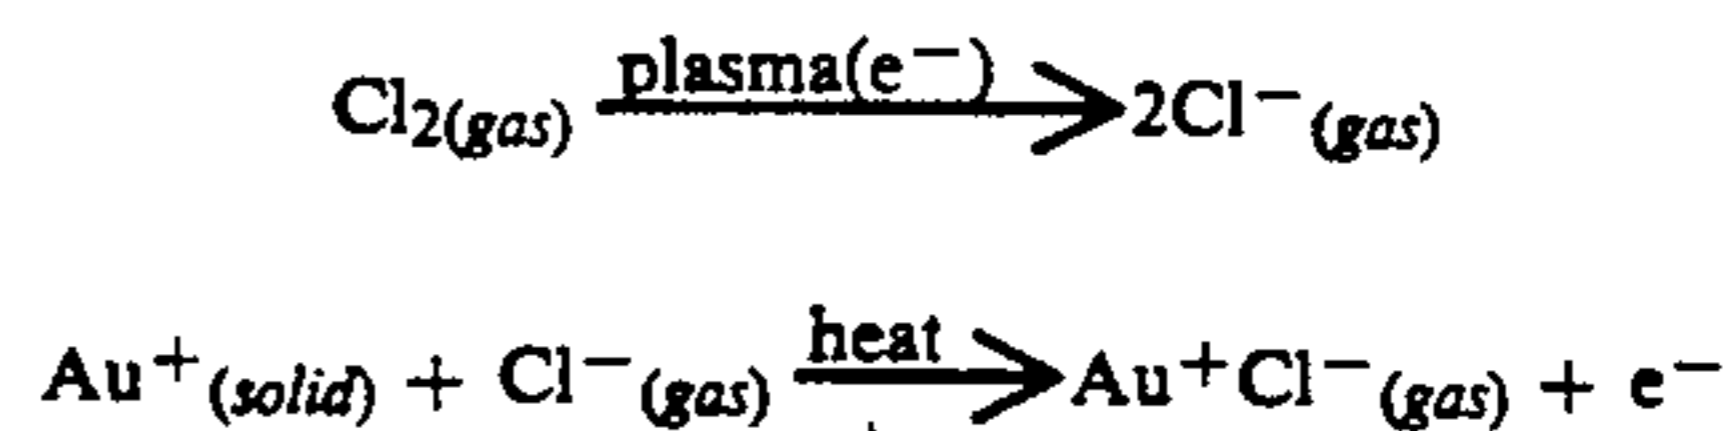 Cl₂(gas) plasma(e⁻) → 2Cl⁻(gas)
Au⁺(solid) + Cl⁻(gas) heat → Au⁺Cl⁻(gas) + e⁻